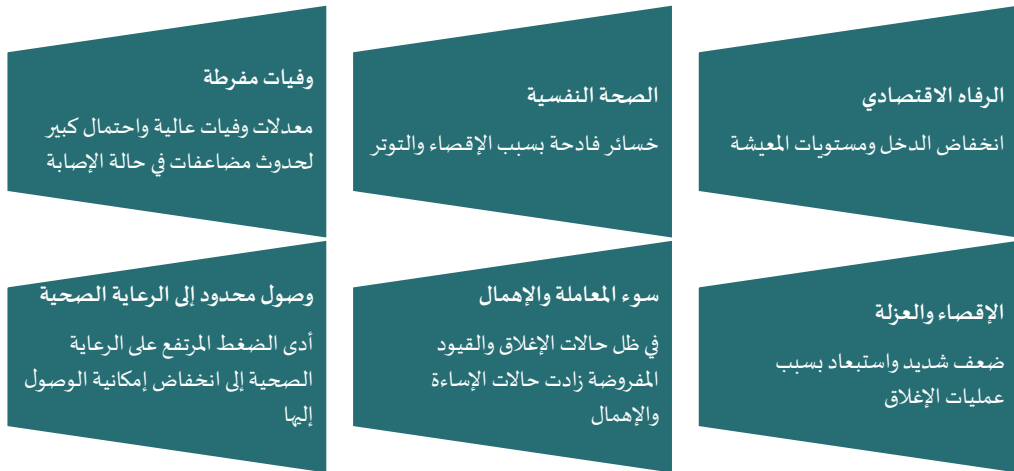 الرفاه الاقتصادي
انخفاض الدخل ومستويات المعيشة
الصحة النفسية
خسائر فادحة بسبب الإقصاء والتوتر
وفيات مفرطة
معدلات وفيات عالية واحتمال كبير
لحدوث مضاعفات في حالة الإصابة
الإقصاء والعزلة
ضعف شديد واستبعاد بسبب
عمليات الإغلاق
سوء المعاملة والإهمال
في ظل حالات الإغلاق والقيود
المفروضة زادت حالات الإساءة
والإهمال
وصول محدود إلى الرعاية الصحية
أدى الضغط المرتفع على الرعاية
الصحية إلى انخفاض إمكانية الوصول
إليها